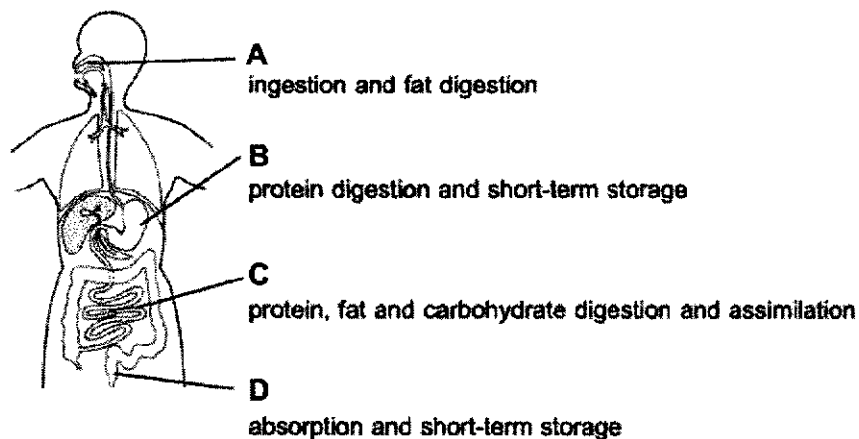 A
ingestion and fat digestion
B
protein digestion and short-term storage
C
protein, fat and carbohydrate digestion and assimilation
D
absorption and short-term storage